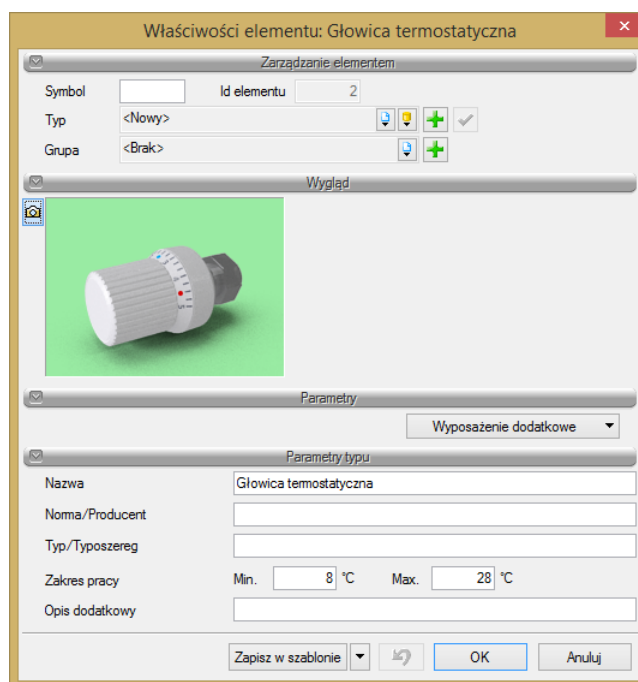 Właściwości elementu: Głowica termostatyczna
Zarządzanie elementem
Symbol Id elementu 2
Typ <Nowy>
Grupa <Brak>
Wygląd
Parametry
Wyposażenie dodatkowe
Parametry typu
Nazwa Głowica termostatyczna
Norma/Producent
Typ/Typoszereg
Zakres pracy Min. 8 °C Max. 28 °C
Opis dodatkowy
Zapisz w szablonie OK Anuluj